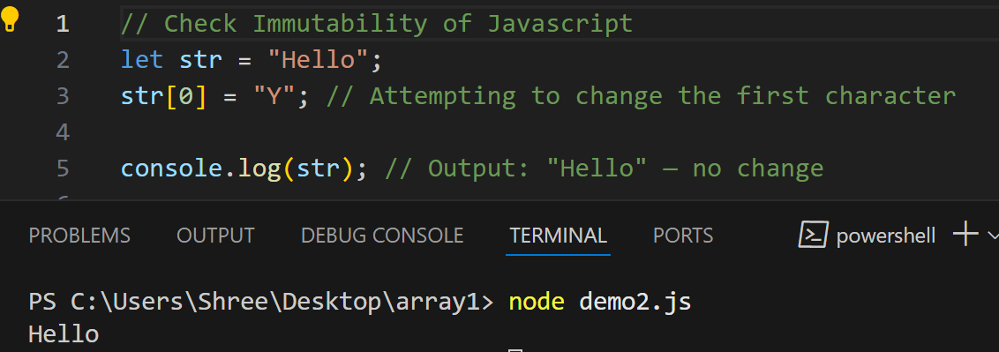 1 // Check Immutability of Javascript
2 let str = "Hello";
3 str[0] = "Y"; // Attempting to change the first character
4
5 console.log(str); // Output: "Hello" — no change
PROBLEMS OUTPUT DEBUG CONSOLE TERMINAL PORTS powershell
PS C:\Users\Shree\Desktop\array1> node demo2.js
Hello